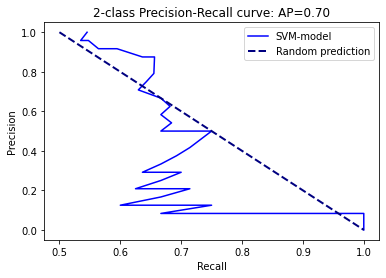 2-class Precision-Recall curve: AP=0.70
SVM-model
Random prediction
Precision
1.0
0.8
0.6
0.4
0.2
0.0
0.5 0.6 0.7 0.8 0.9 1.0
Recall